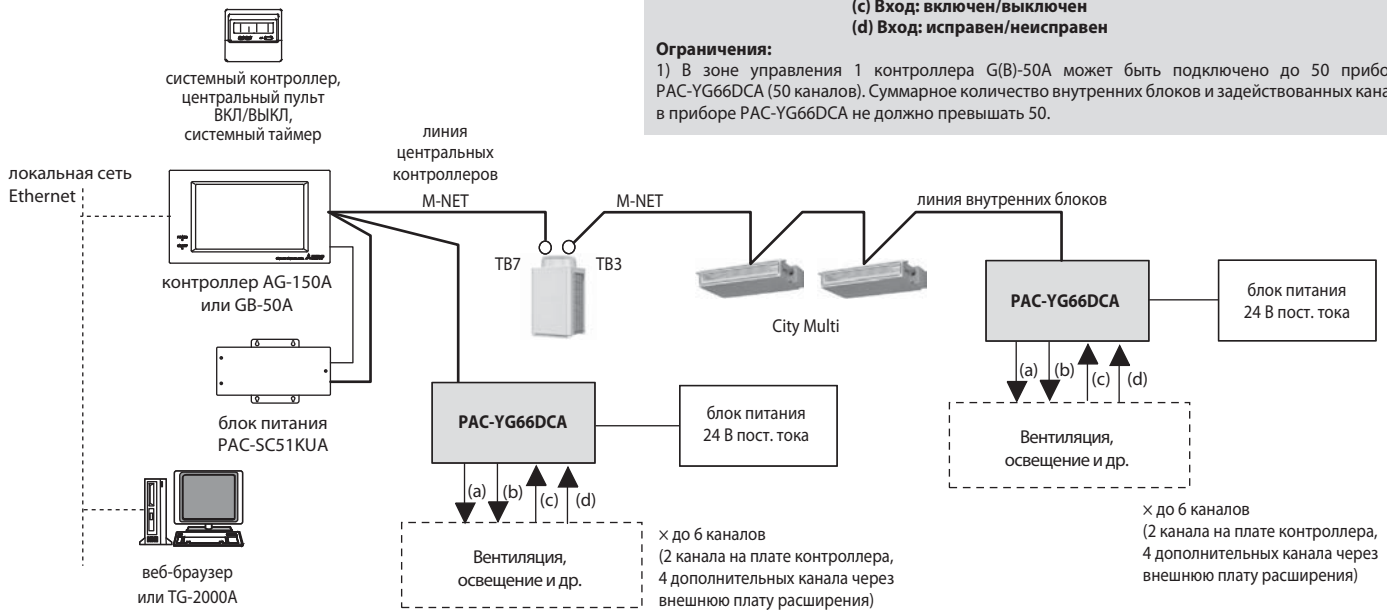 (c) Вход: включен/выключен
(d) Вход: исправен/неисправен
Ограничения:
1) В зоне управления 1 контроллера G(B)-50A может быть подключено до 50
PAC-YG66DCA (50 каналов). Суммарное количество внутренних блоков и задействованных
в приборе PAC-YG66DCA не должно превышать 50.
системный контроллер,
центральный пульт
ВКЛ/ВЫКЛ,
системный таймер
локальная сеть
Ethernet
линия
центральных
контроллеров
M-NET
M-NET
линия внутренних блоков
TB7
TB3
контроллер AG-150A
или GB-50A
City Multi
PAC-YG66DCA
блок питания
24 В пост. тока
(a)
(b)
(c)
(d)
Вентиляция,
освещение и др.
× до 6 каналов
(2 канала на плате контроллера,
4 дополнительных канала через
внешнюю плату расширения)
блок питания
PAC-SC51KUA
PAC-YG66DCA
блок питания
24 В пост. тока
(a)
(b)
(c)
(d)
Вентиляция,
освещение и др.
× до 6 каналов
(2 канала на плате контроллера,
4 дополнительных канала через
внешнюю плату расширения)
веб-браузер
или TG-2000A